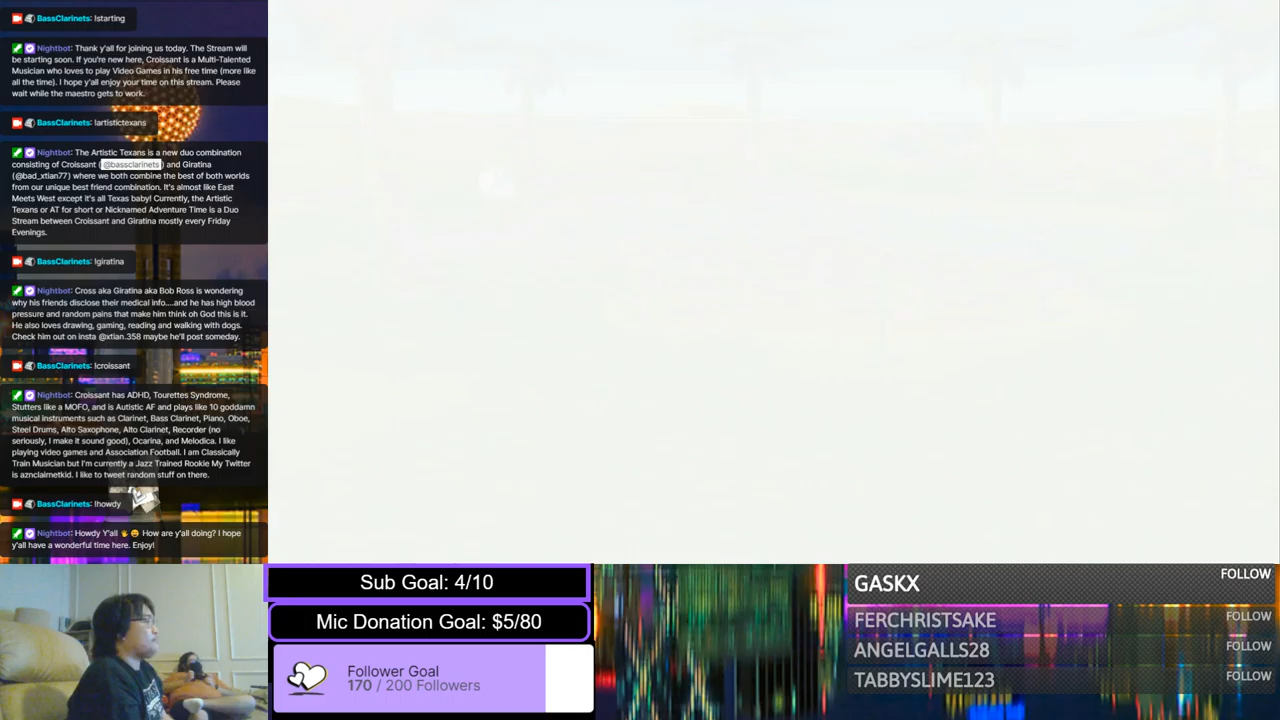 BassClarinets: !starting
Nightbot: Thank y'all for joining us today. The Stream will
be starting soon. If you're new here, Croissant is a Multi-Talented
Musician who loves to play Video Games in his free time (more like
all the time). I hope y'all enjoy your time on this stream. Please
wait while the maestro gets to work.
BassClarinets: !artistictexans
Nightbot: The Artistic Texans is a new duo combination
consisting of Croissant ( @bassclarinets ) and Giratina
(@bad_xtian77) where we both combine the best of both worlds
from our unique best friend combination. It's almost like East
Meets West except it's all Texas baby! Currently, the Artistic
Texans or AT for short or Nicknamed Adventure Time is a Duo
Stream between Croissant and Giratina mostly every Friday
Evenings.
BassClarinets: !giratina
Nightbot: Cross aka Giratina aka Bob Ross is wondering
why his friends disclose their medical info....and he has high blood
pressure and random pains that make him think oh God this is it.
He also loves drawing, gaming, reading and walking with dogs.
Check him out on insta @xtian.358 maybe he'll post someday.
BassClarinets: !croissant
Nightbot: Croissant has ADHD, Tourettes Syndrome,
Stutters like a MOFO, and is Autistic AF and plays like 10 goddamn
musical instruments such as Clarinet, Bass Clarinet, Piano, Oboe,
Steel Drums, Alto Saxophone, Alto Clarinet, Recorder (no
seriously, I make it sound good), Ocarina, and Melodica. I like
playing video games and Association Football. I am Classically
Train Musician but I'm currently a Jazz Trained Rookie My Twitter
is aznclairnetkid. I like to tweet random stuff on there.
BassClarinets: !howdy
Nightbot: Howdy Y'all 👋 😄 How are y'all doing? I hope
y'all have a wonderful time here. Enjoy!
Sub Goal: 4/10
Mic Donation Goal: $5/80
Follower Goal
170 / 200 Followers
GASKX FOLLOW
FERCHRISTSAKE FOLLOW
ANGELGALLS28 FOLLOW
TABBYSLIME123 FOLLOW